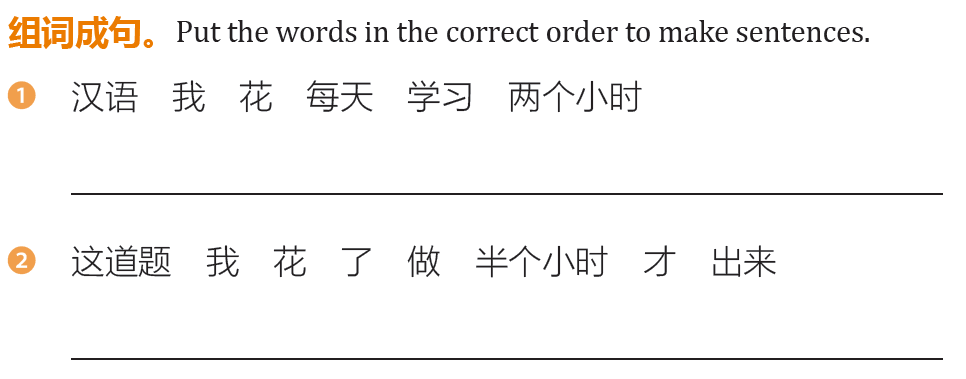 组词成句。Put the words in the correct order to make sentences.
1 汉语 我 花 每天 学习 两个小时
2 这道题 我 花 了 做 半个小时 才 出来